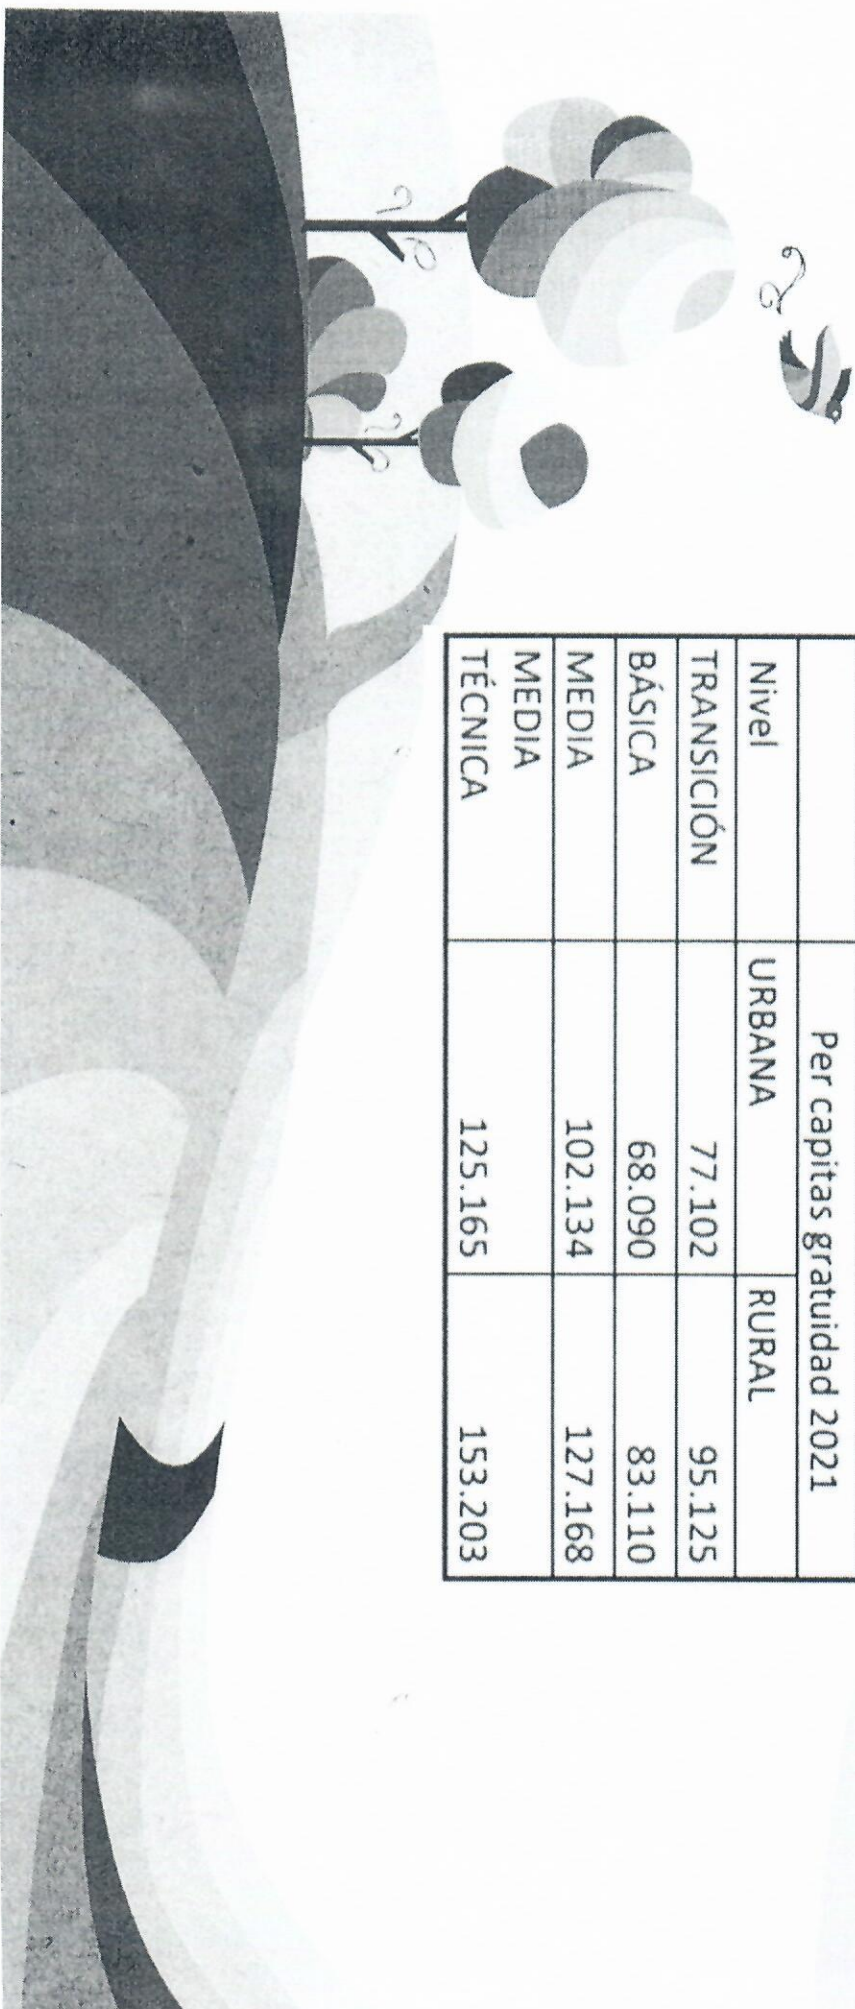 Per capitas gratuidad 2021
Nivel URBANA RURAL
TRANSICIÓN 77.102 95.125
BÁSICA 68.090 83.110
MEDIA 102.134 127.168
MEDIA
TÉCNICA 125.165 153.203